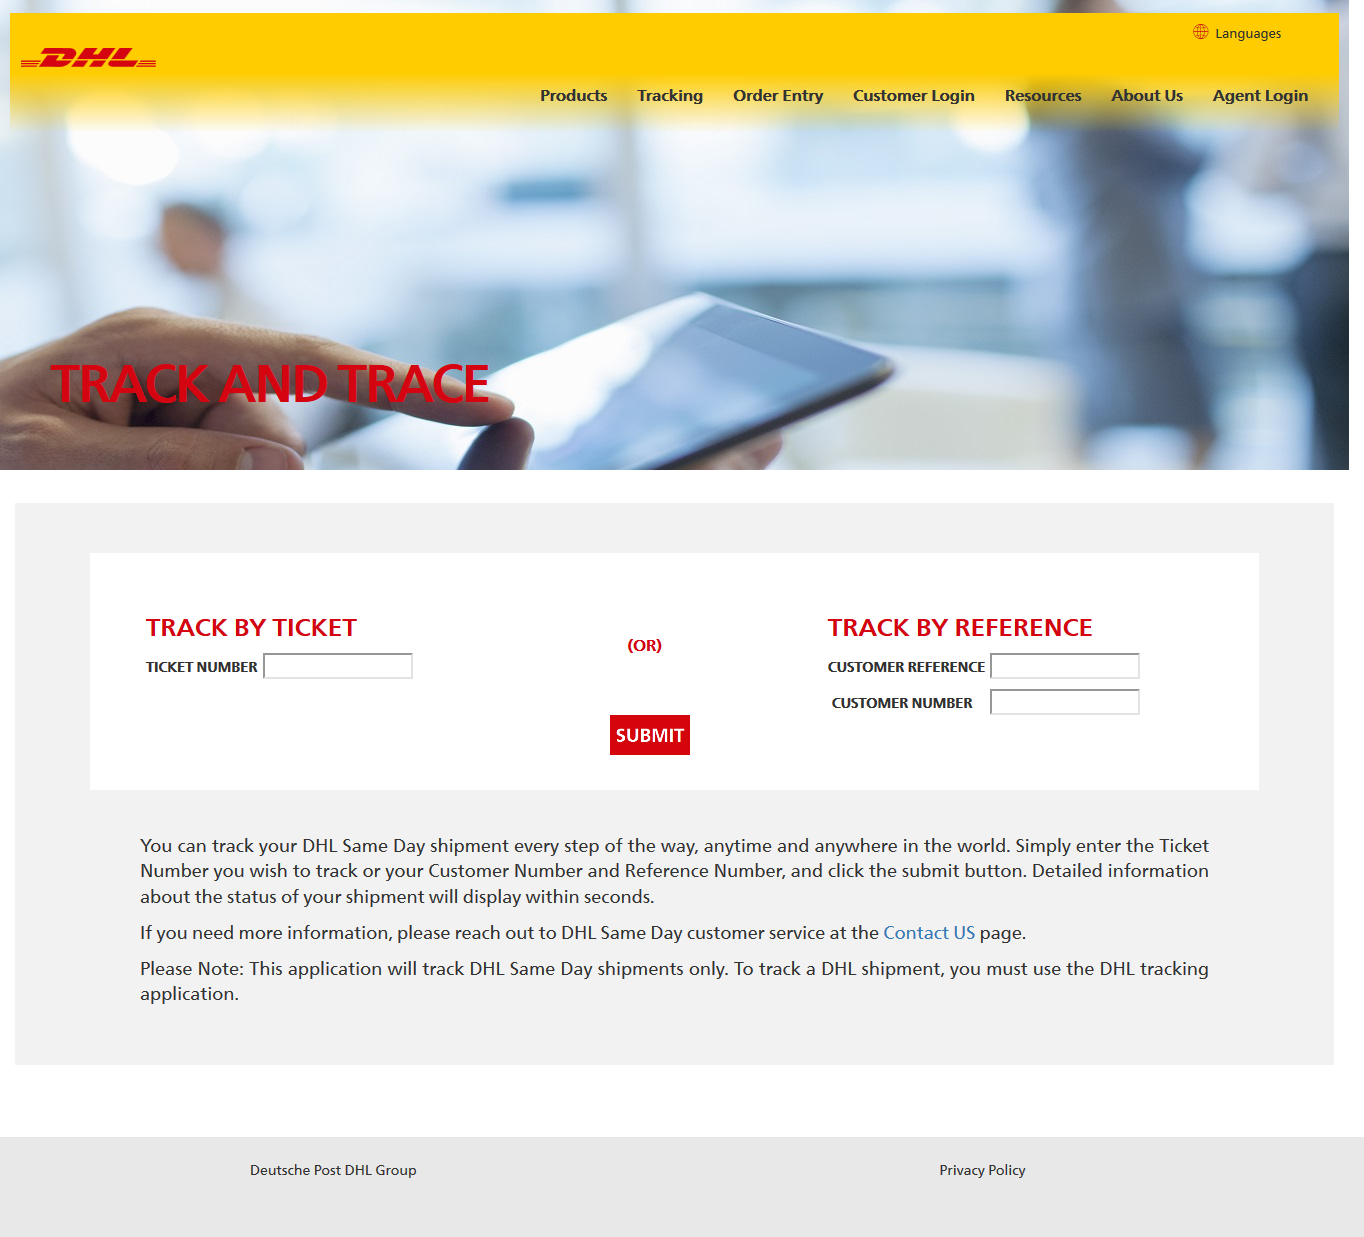 Languages
DHL
Products Tracking Order Entry Customer Login Resources About Us Agent Login
TRACK AND TRACE
TRACK BY TICKET
TICKET NUMBER
(OR)
SUBMIT
TRACK BY REFERENCE
CUSTOMER REFERENCE
CUSTOMER NUMBER
You can track your DHL Same Day shipment every step of the way, anytime and anywhere in the world. Simply enter the Ticket
Number you wish to track or your Customer Number and Reference Number, and click the submit button. Detailed information
about the status of your shipment will display within seconds.
If you need more information, please reach out to DHL Same Day customer service at the Contact US page.
Please Note: This application will track DHL Same Day shipments only. To track a DHL shipment, you must use the DHL tracking
application.
Deutsche Post DHL Group
Privacy Policy